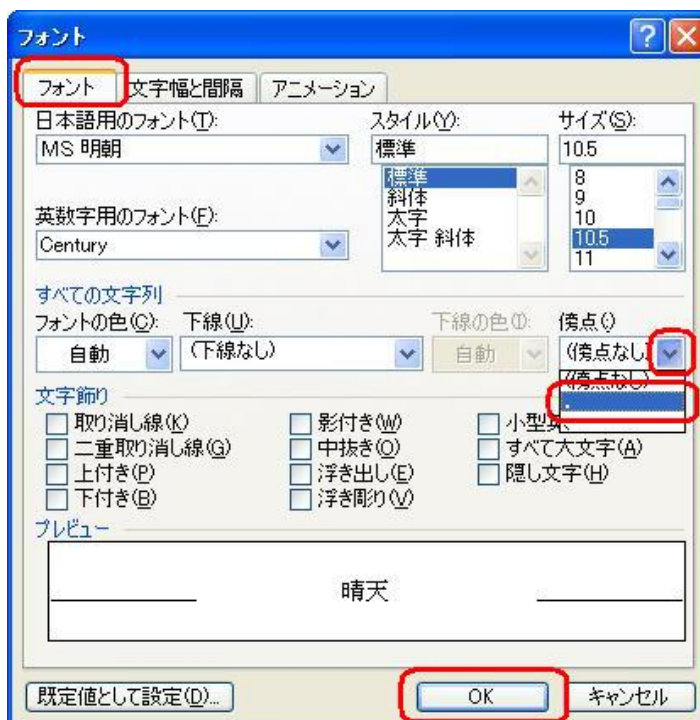 フォント
フォント 文字幅と間隔 アニメーション
日本語用のフォント(T): スタイル(Y): サイズ(S):
MS 明朝 標準 10.5
標準 8
斜体 9
太字 10
太字 斜体 10.5
11
英数字用のフォント(F):
Century
すべての文字列
フォントの色(C): 下線(U): 下線の色(I): 傍点(·)
自動 (下線なし) 自動 (傍点なし)
(傍点なし)
.
文字飾り
取り消し線(K) 影付き(W) 小型英
二重取り消し線(G) 中抜き(O) すべて大文字(A)
上付き(P) 浮き出し(E) 隠し文字(H)
下付き(B) 浮き彫り(V)
プレビュー
晴天
既定値として設定(D)... OK キャンセル